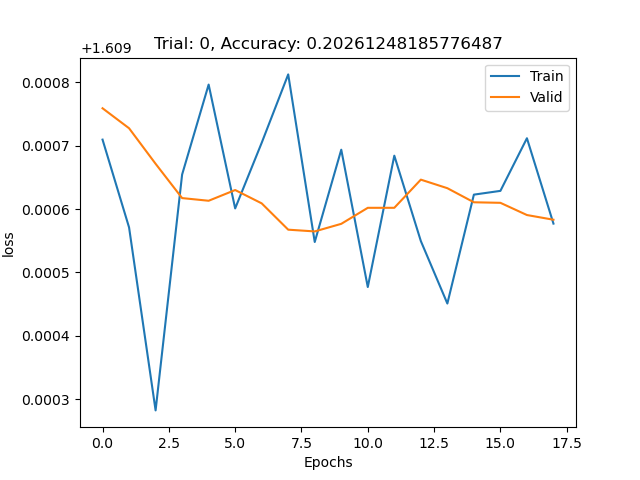 Trial: 0, Accuracy: 0.20261248185776487
+1.609
0.0008
0.0007
0.0006
0.0005
0.0004
0.0003
loss
Train
Valid
0.0 2.5 5.0 7.5 10.0 12.5 15.0 17.5
Epochs